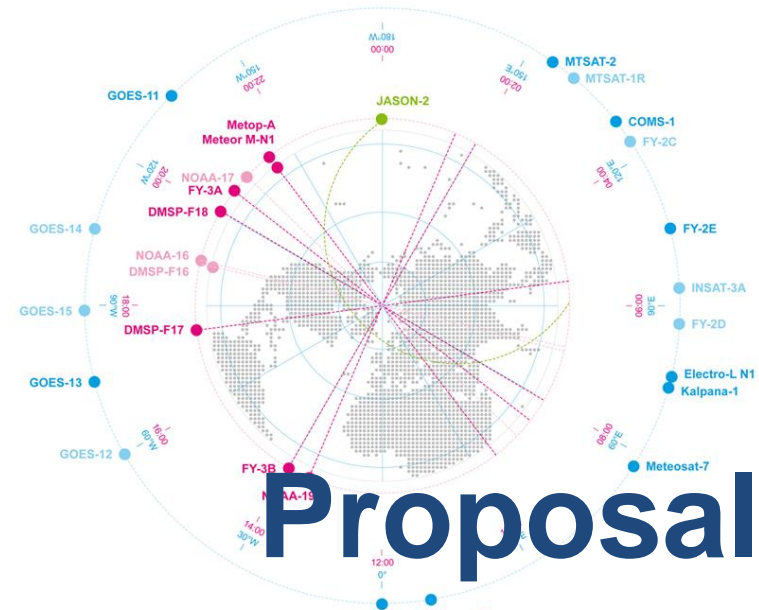 180°W
00:00
150°W
22:00
150°E
02:00
MTSAT-2
MTSAT-1R
GOES-11
JASON-2
COMS-1
FY-2C
Metop-A
Meteor M-N1
120°W
20:00
NOAA-17
FY-3A
120°E
04:00
DMSP-F18
GOES-14
FY-2E
NOAA-16
DMSP-F16
INSAT-3A
GOES-15
90°W
18:00
06:00
90°E
FY-2D
DMSP-F17
Electro-L N1
GOES-13
Kalpana-1
16:00
60°W
08:00
60°E
GOES-12
FY-3B
Meteosat-7
NOAA-19
Proposal
14:00
30°W
12:00
0°